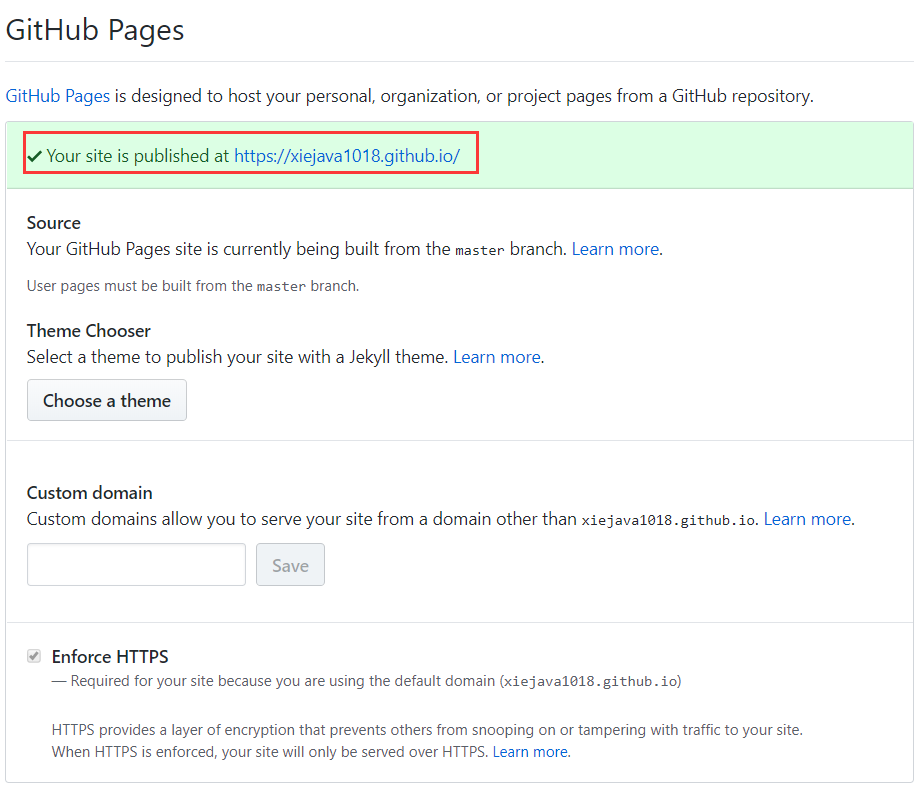 GitHub Pages
GitHub Pages is designed to host your personal, organization, or project pages from a GitHub repository.
Your site is published at https://xiejava1018.github.io/
Source
Your GitHub Pages site is currently being built from the master branch. Learn more.
User pages must be built from the master branch.
Theme Chooser
Select a theme to publish your site with a Jekyll theme. Learn more.
Choose a theme
Custom domain
Custom domains allow you to serve your site from a domain other than xiejava1018.github.io. Learn more.
Save
Enforce HTTPS
— Required for your site because you are using the default domain (xiejava1018.github.io)
HTTPS provides a layer of encryption that prevents others from snooping on or tampering with traffic to your site.
When HTTPS is enforced, your site will only be served over HTTPS. Learn more.